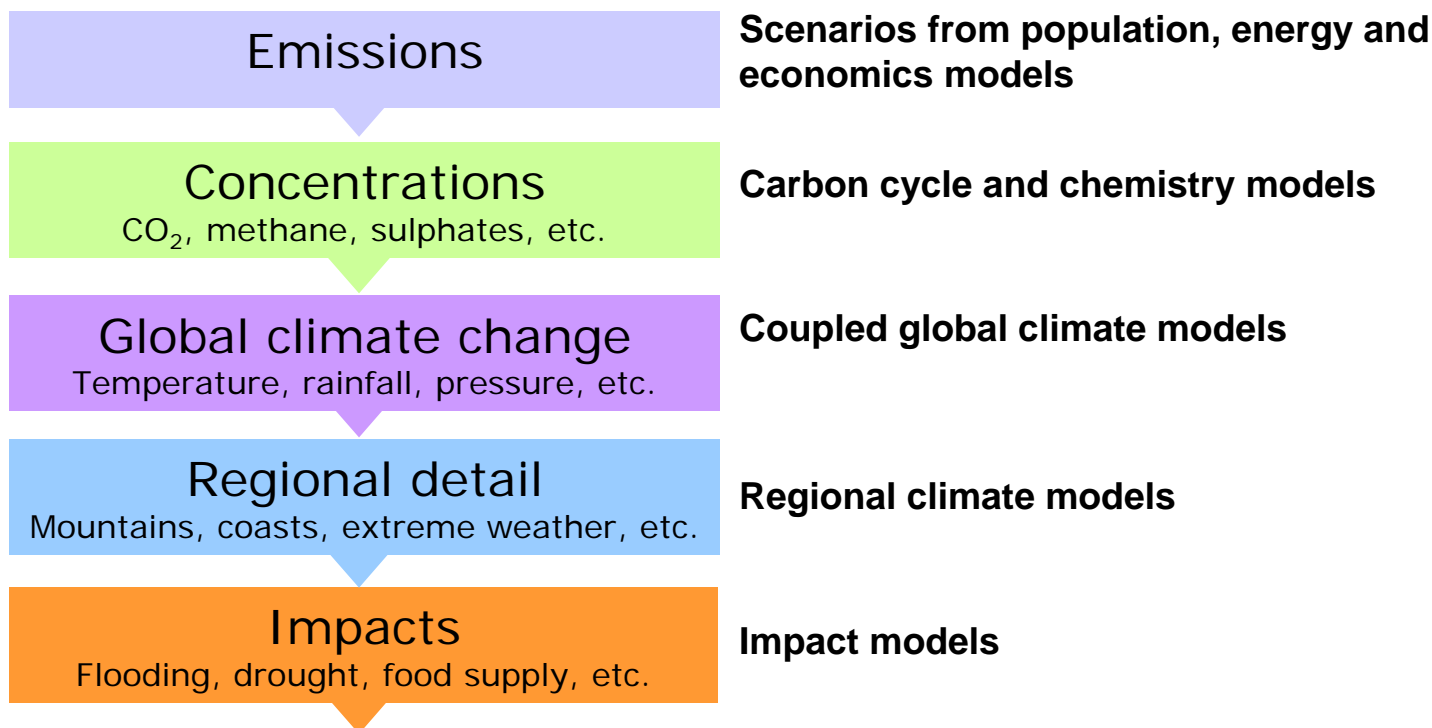 Emissions
Scenarios from population, energy and
economics models
Concentrations
CO₂, methane, sulphates, etc.
Carbon cycle and chemistry models
Global climate change
Temperature, rainfall, pressure, etc.
Coupled global climate models
Regional detail
Mountains, coasts, extreme weather, etc.
Regional climate models
Impacts
Flooding, drought, food supply, etc.
Impact models